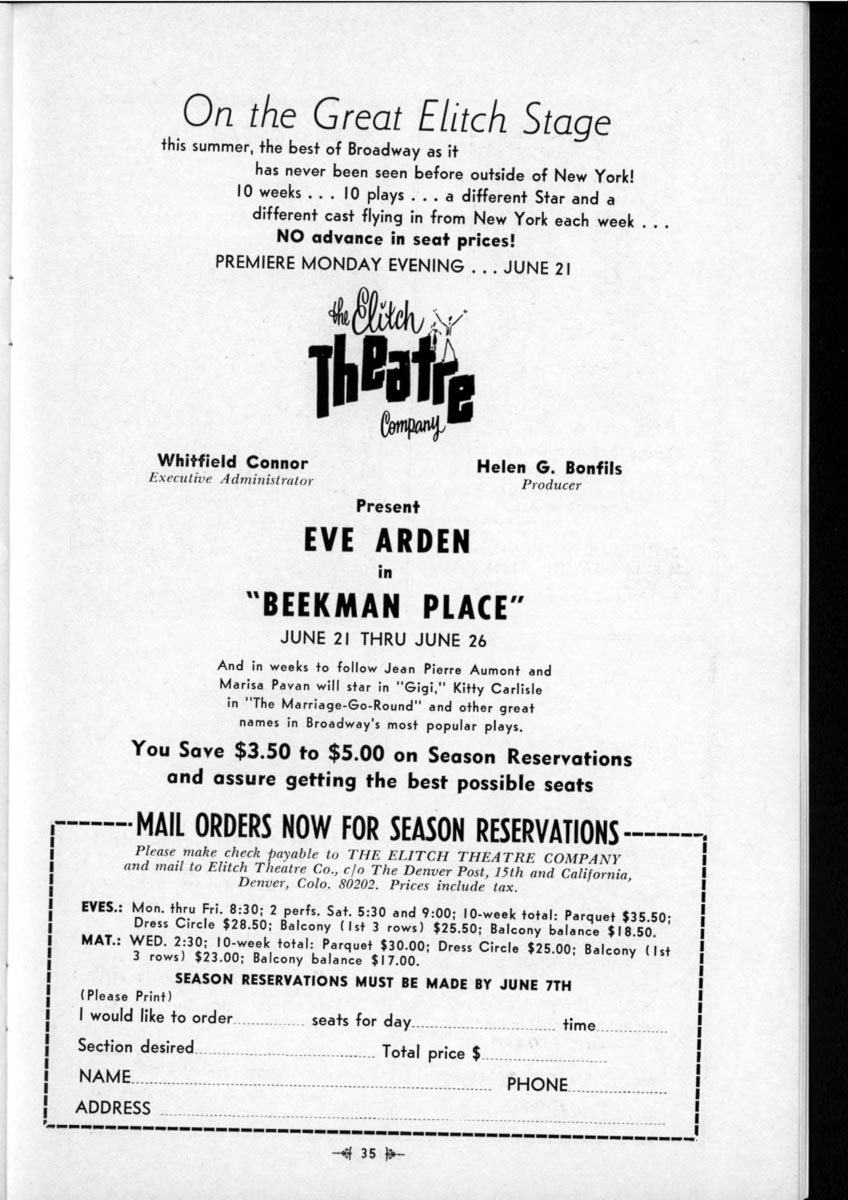 On the Great Elitch Stage
this summer, the best of Broadway as it
has never been seen before outside of New York!
10 weeks . . . 10 plays . . . a different Star and a
different cast flying in from New York each week . . .
NO advance in seat prices!
PREMIERE MONDAY EVENING . . . JUNE 21
the Elitch
Theatre
Company
Whitfield Connor
Executive Administrator
Helen G. Bonfils
Producer
Present
EVE ARDEN
in
"BEEKMAN PLACE"
JUNE 21 THRU JUNE 26
And in weeks to follow Jean Pierre Aumont and
Marisa Pavan will star in "Gigi," Kitty Carlisle
in "The Marriage-Go-Round" and other great
names in Broadway's most popular plays.
You Save $3.50 to $5.00 on Season Reservations
and assure getting the best possible seats
MAIL ORDERS NOW FOR SEASON RESERVATIONS
Please make check payable to THE ELITCH THEATRE COMPANY
and mail to Elitch Theatre Co., c/o The Denver Post, 15th and California,
Denver, Colo. 80202. Prices include tax.
EVES.: Mon. thru Fri. 8:30; 2 perfs. Sat. 5:30 and 9:00; 10-week total: Parquet $35.50;
Dress Circle $28.50; Balcony (1st 3 rows) $25.50; Balcony balance $18.50.
MAT.: WED. 2:30; 10-week total: Parquet $30.00; Dress Circle $25.00; Balcony (1st
3 rows) $23.00; Balcony balance $17.00.
SEASON RESERVATIONS MUST BE MADE BY JUNE 7TH
(Please Print)
I would like to order............... seats for day.............................. time...............
Section desired...................................... Total price $..........................
NAME.......................................................................... PHONE....................
ADDRESS ....................................................................................................
35